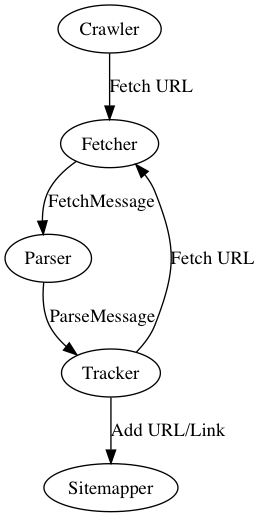 Crawler
Fetch URL
Fetcher
FetchMessage
Parser
Fetch URL
ParseMessage
Tracker
Add URL/Link
Sitemapper